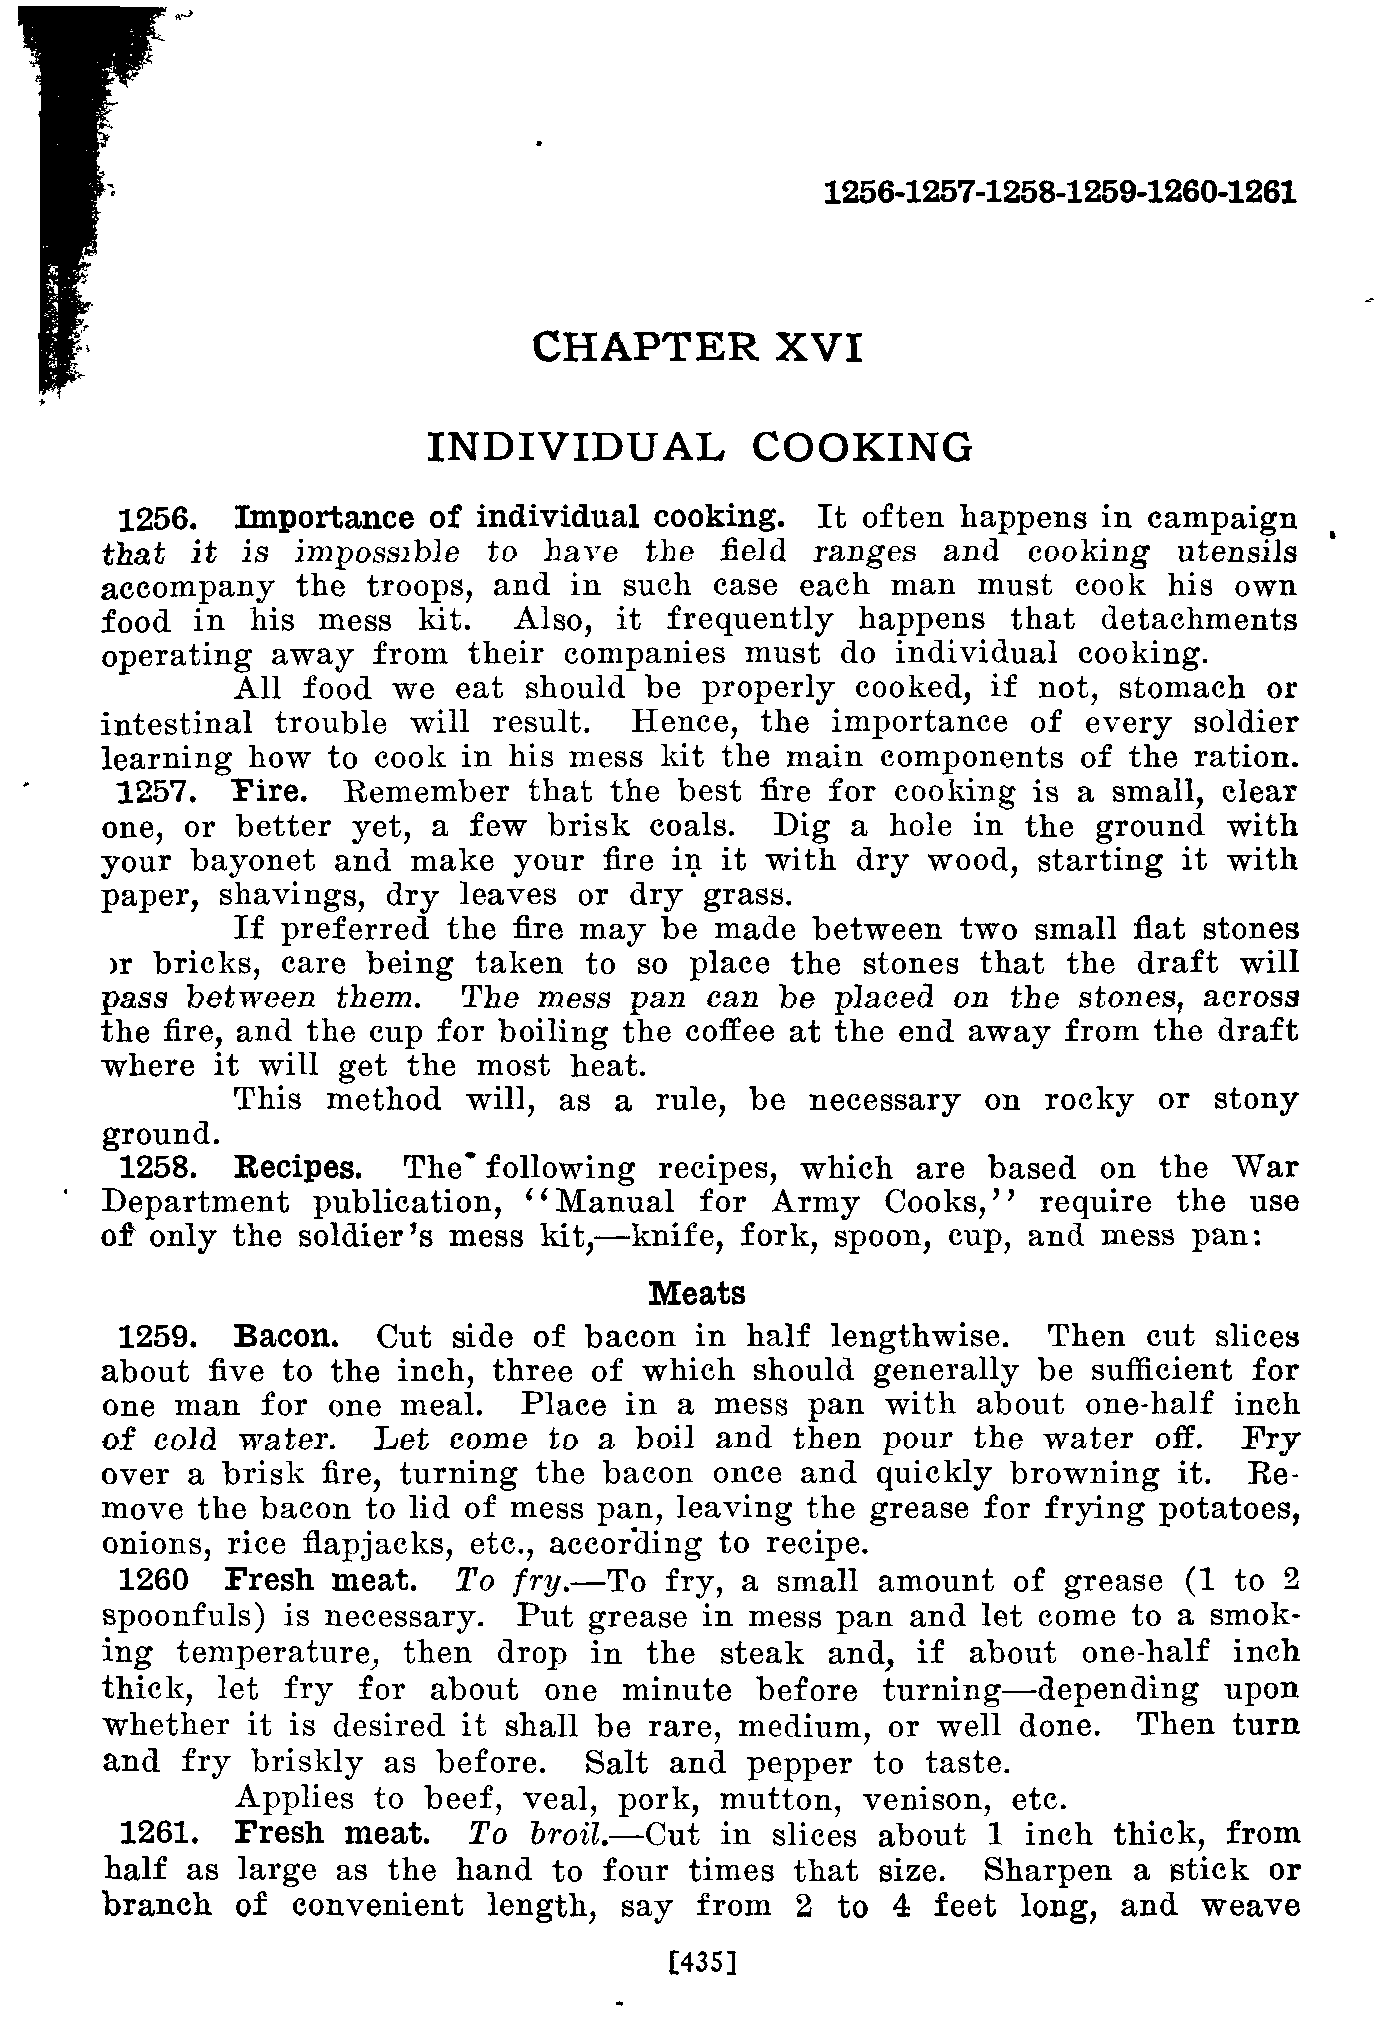 1256-1257-1258-1259-1260-1261
CHAPTER XVI
INDIVIDUAL COOKING
1256. Importance of individual cooking. It often happens in campaign
that it is impossible to have the field ranges and cooking utensils
accompany the troops, and in such case each man must cook his own
food in his mess kit. Also, it frequently happens that detachments
operating away from their companies must do individual cooking.
All food we eat should be properly cooked, if not, stomach or
intestinal trouble will result. Hence, the importance of every soldier
learning how to cook in his mess kit the main components of the ration.
1257. Fire. Remember that the best fire for cooking is a small, clear
one, or better yet, a few brisk coals. Dig a hole in the ground with
your bayonet and make your fire in it with dry wood, starting it with
paper, shavings, dry leaves or dry grass.
If preferred the fire may be made between two small flat stones
or bricks, care being taken to so place the stones that the draft will
pass between them. The mess pan can be placed on the stones, across
the fire, and the cup for boiling the coffee at the end away from the draft
where it will get the most heat.
This method will, as a rule, be necessary on rocky or stony
ground.
1258. Recipes. The following recipes, which are based on the War
Department publication, ‘‘Manual for Army Cooks,’’ require the use
of only the soldier's mess kit,—knife, fork, spoon, cup, and mess pan:
Meats
1259. Bacon. Cut side of bacon in half lengthwise. Then cut slices
about five to the inch, three of which should generally be sufficient for
one man for one meal. Place in a mess pan with about one-half inch
of cold water. Let come to a boil and then pour the water off. Fry
over a brisk fire, turning the bacon once and quickly browning it. Re-
move the bacon to lid of mess pan, leaving the grease for frying potatoes,
onions, rice flapjacks, etc., according to recipe.
1260 Fresh meat. To fry.—To fry, a small amount of grease (1 to 2
spoonfuls) is necessary. Put grease in mess pan and let come to a smok-
ing temperature, then drop in the steak and, if about one-half inch
thick, let fry for about one minute before turning—depending upon
whether it is desired it shall be rare, medium, or well done. Then turn
and fry briskly as before. Salt and pepper to taste.
Applies to beef, veal, pork, mutton, venison, etc.
1261. Fresh meat. To broil.—Cut in slices about 1 inch thick, from
half as large as the hand to four times that size. Sharpen a stick or
branch of convenient length, say from 2 to 4 feet long, and weave
[435]